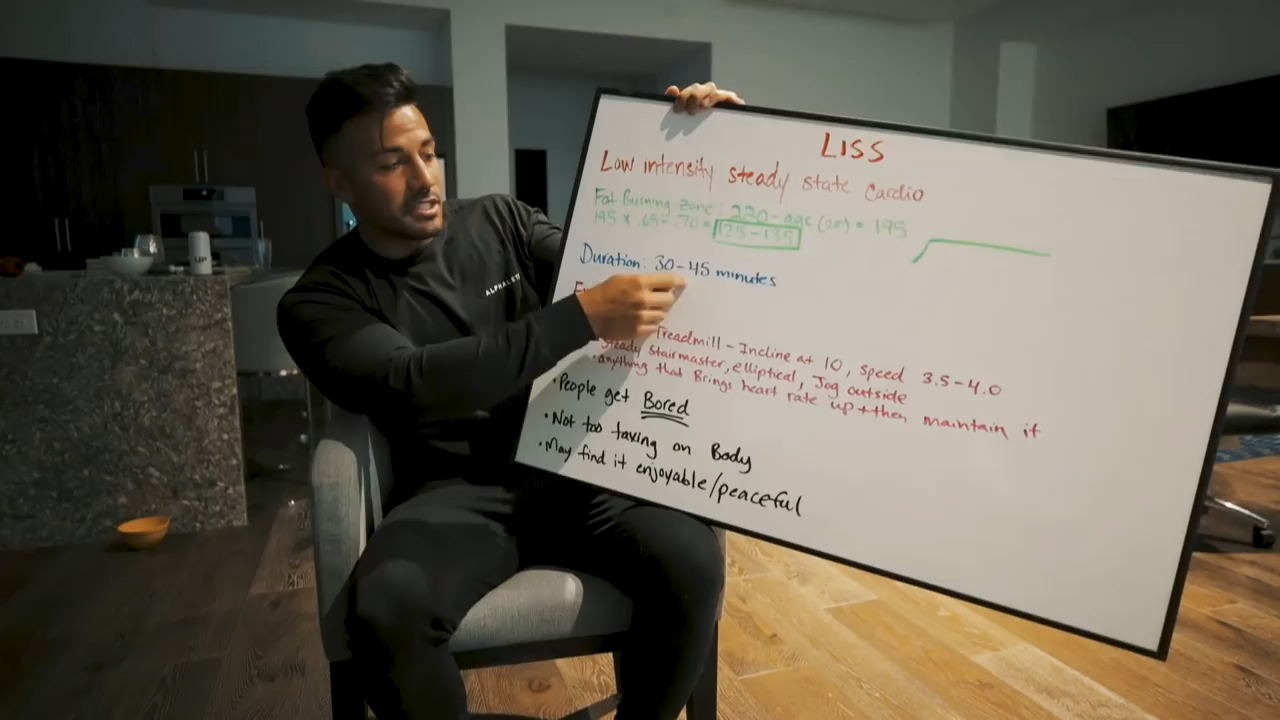 LISS
Low intensity steady state Cardio
Fat Burning Zone: 220 - age (25) = 195
195 x .65-.70 = 125-135
Duration: 30-45 minutes
Treadmill - Incline at 10, speed 3.5-4.0
• Steady Stairmaster, elliptical, Jog outside
• anything that Brings heart rate up + then maintain it
• People get Bored
• Not too taxing on Body
• May find it enjoyable/peaceful
UP